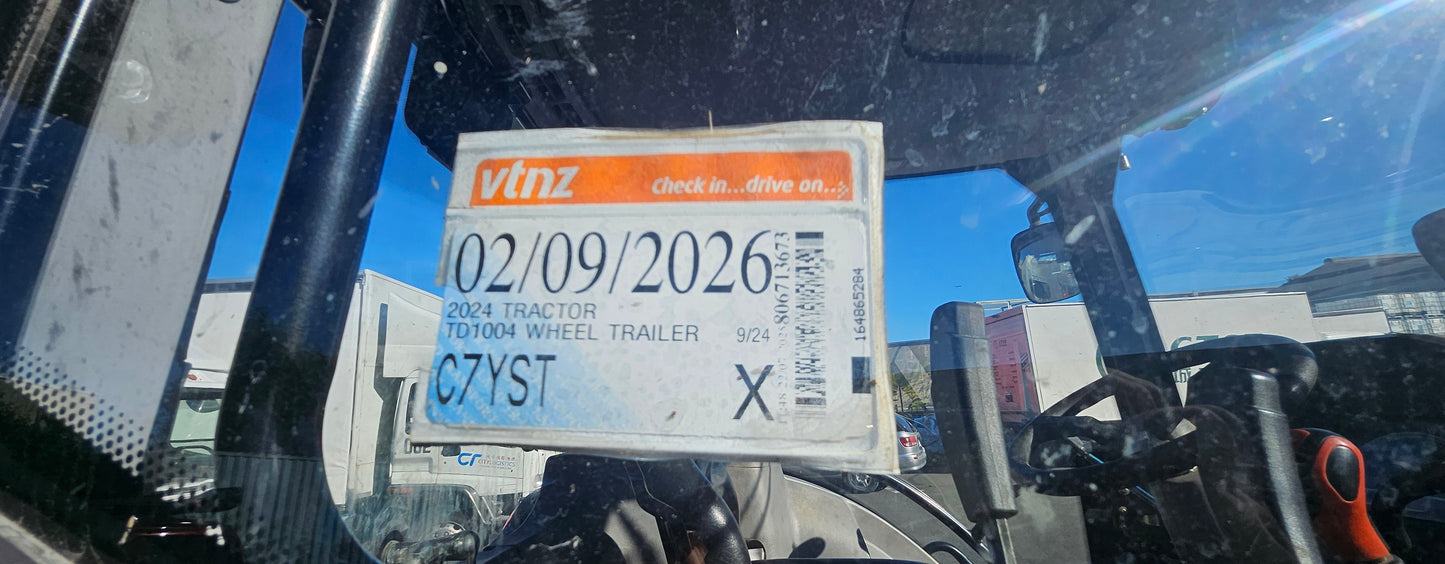 vtnz
check in...drive on...
02/09/2026
2024 TRACTOR
TD1004 WHEEL TRAILER 9/24
C7YST X
806713673
164865284